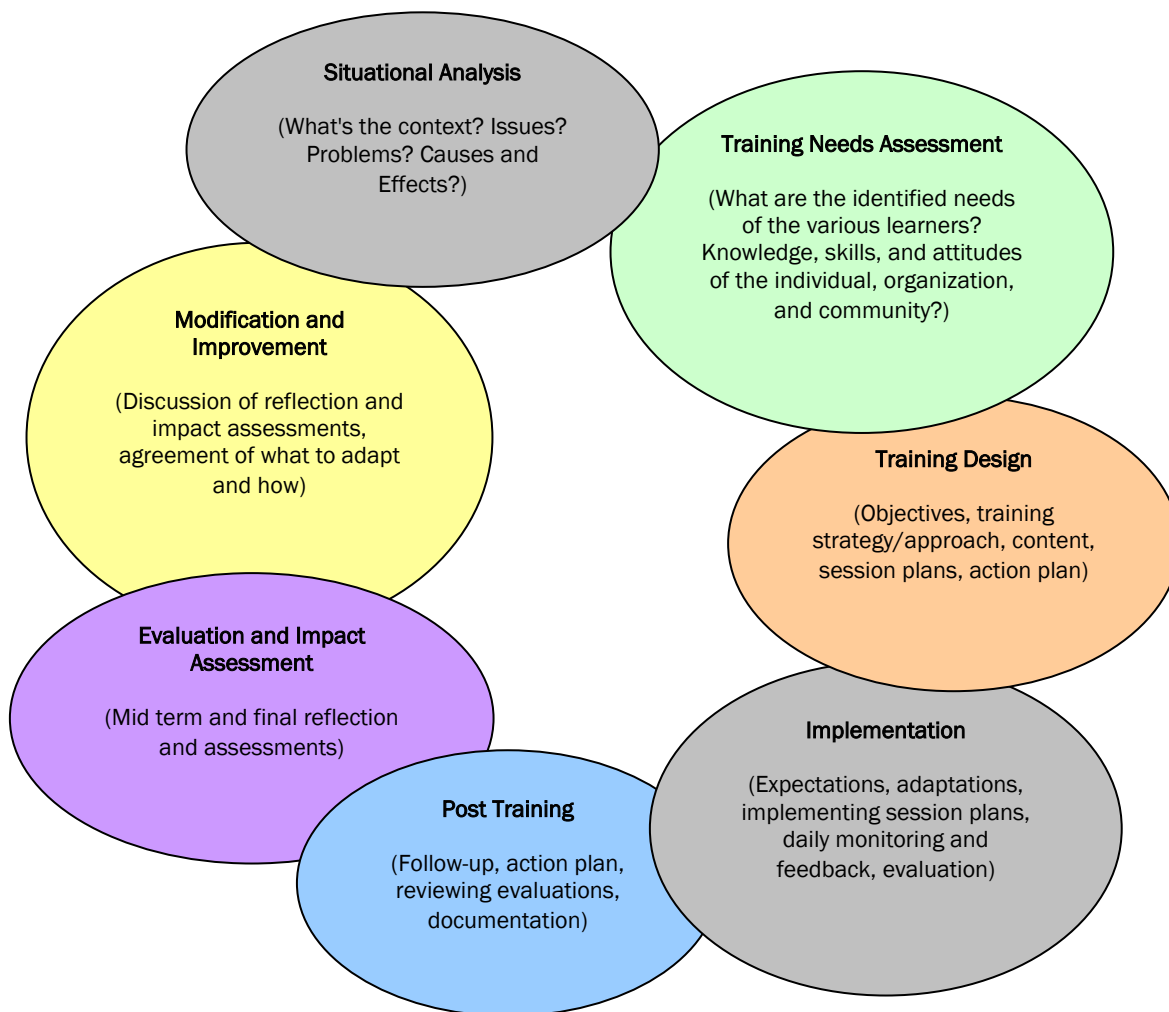 Situational Analysis
(What's the context? Issues?
Problems? Causes and
Effects?)
Training Needs Assessment
(What are the identified needs
of the various learners?
Knowledge, skills, and attitudes
of the individual, organization,
and community?)
Training Design
(Objectives, training
strategy/approach, content,
session plans, action plan)
Implementation
(Expectations, adaptations,
implementing session plans,
daily monitoring and
feedback, evaluation)
Post Training
(Follow-up, action plan,
reviewing evaluations,
documentation)
Evaluation and Impact
Assessment
(Mid term and final reflection
and assessments)
Modification and
Improvement
(Discussion of reflection and
impact assessments,
agreement of what to adapt
and how)